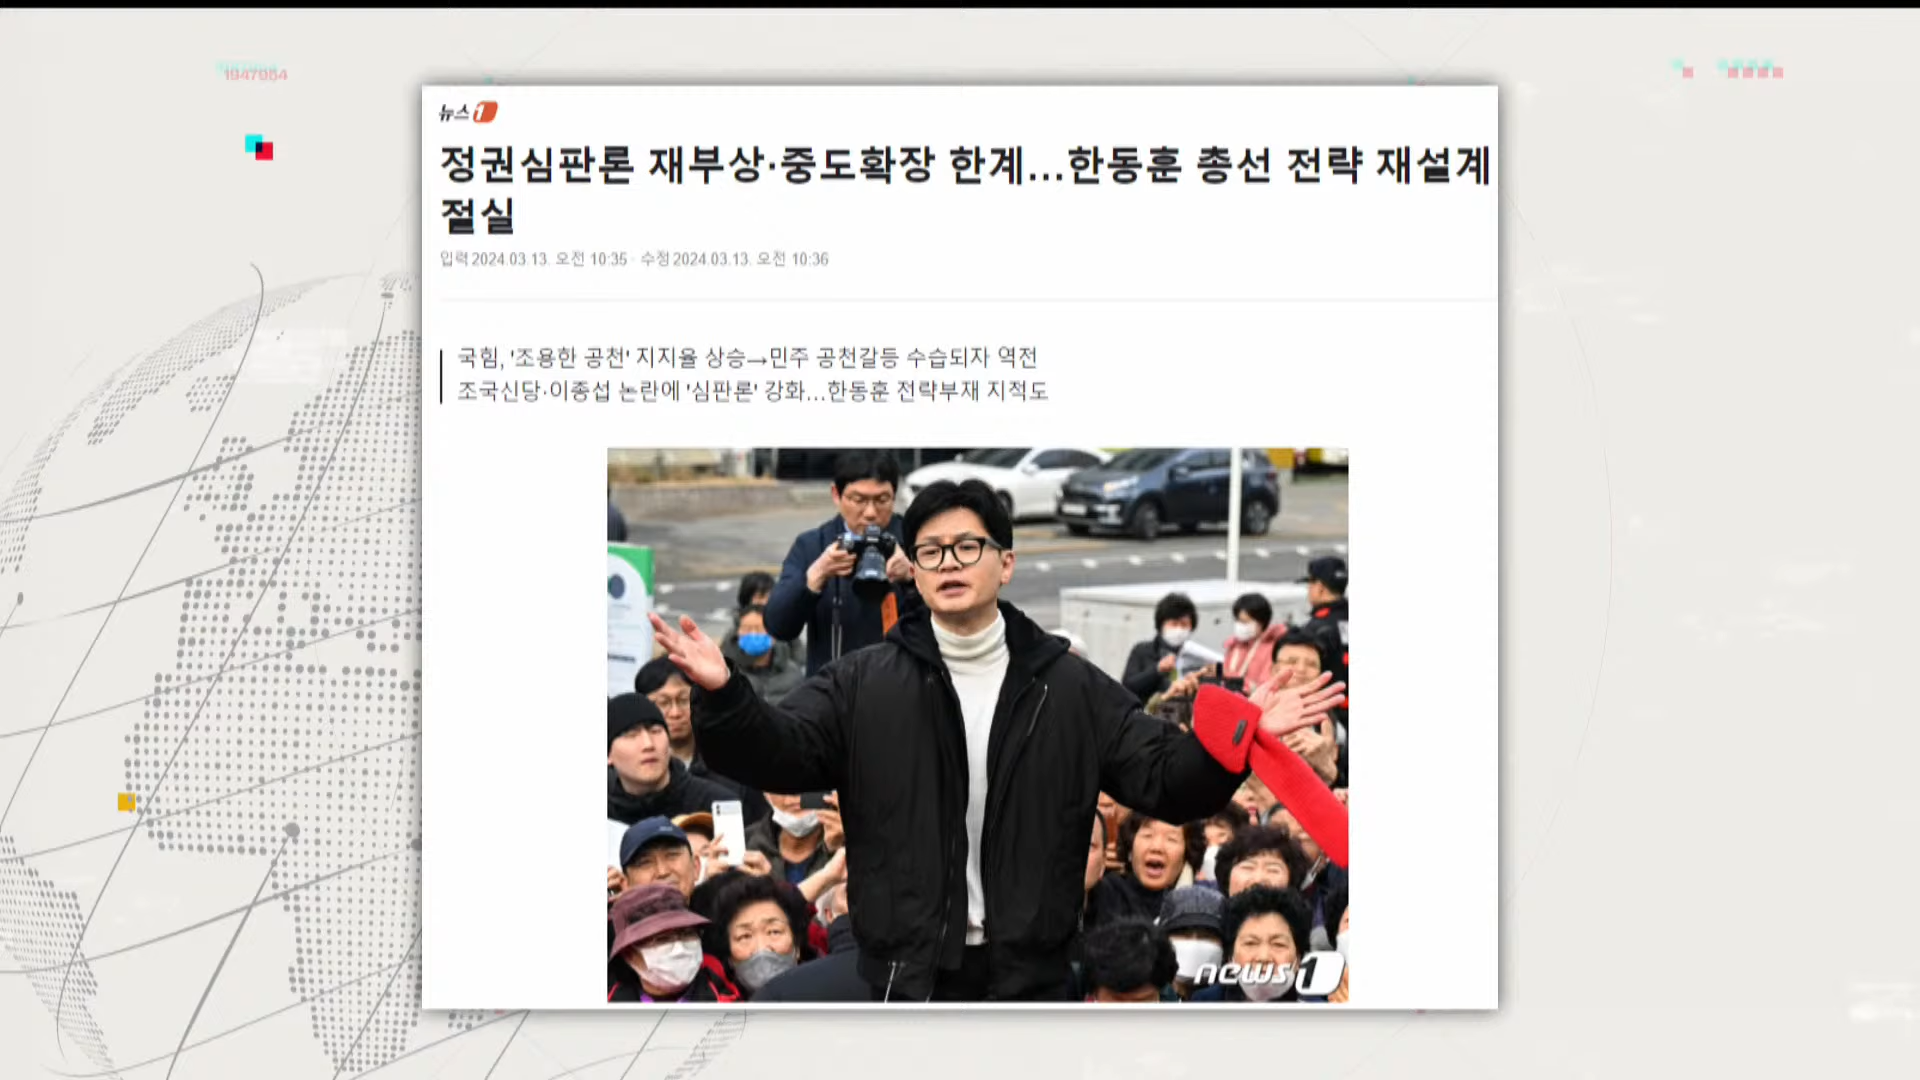 1947954
뉴스1
정권심판론 재부상·중도확장 한계...한동훈 총선 전략 재설계
절실
입력 2024.03.13. 오전 10:35 · 수정 2024.03.13. 오전 10:36
국힘, '조용한 공천' 지지율 상승→민주 공천갈등 수습되자 역전
조국신당·이종섭 논란에 '심판론' 강화...한동훈 전략부재 지적도
news1